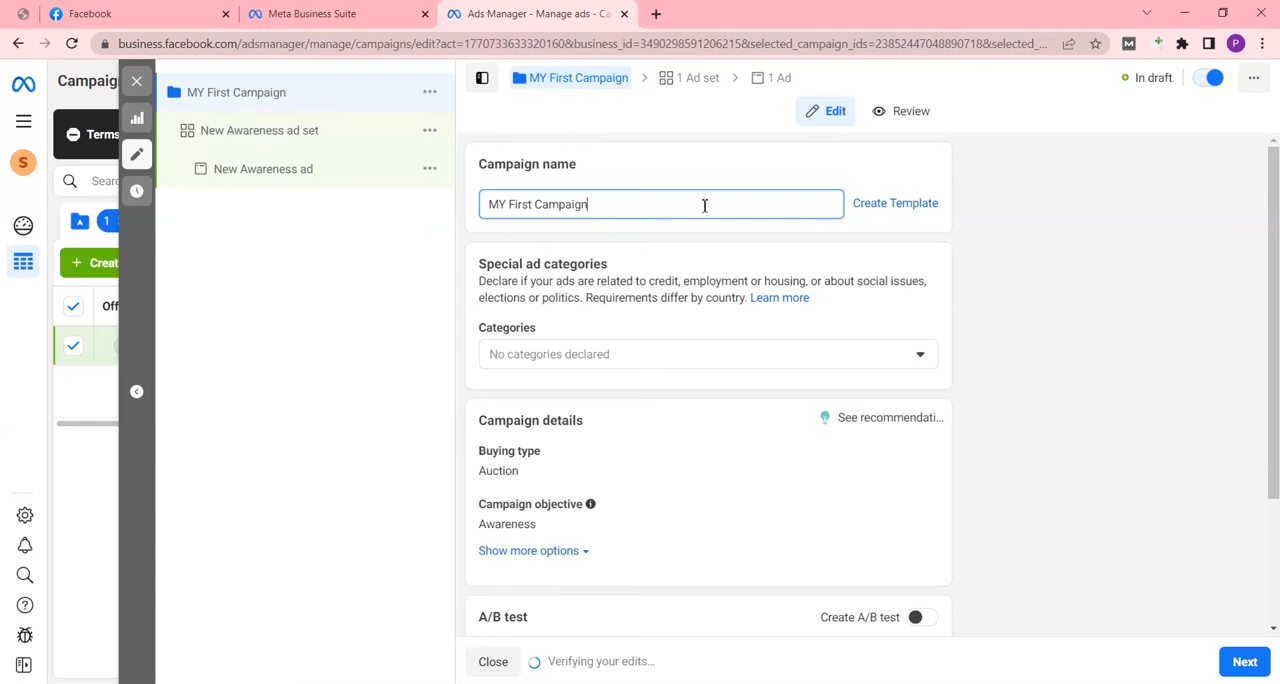 Facebook
Meta Business Suite
Ads Manager - Manage ads - Ca
business.facebook.com/adsmanager/manage/campaigns/edit?act=1770733633330160&business_id=3490298591206215&selected_campaign_ids=23852447048890718&selected_...
M
P
Campaig
MY First Campaign
MY First Campaign
1 Ad set
1 Ad
In draft
Edit
Review
Terms
New Awareness ad set
S
Campaign name
New Awareness ad
Searc
MY First Campaign
Create Template
1
Creat
Special ad categories
Declare if your ads are related to credit, employment or housing, or about social issues,
elections or politics. Requirements differ by country. Learn more
Off
Categories
No categories declared
Campaign details
See recommendati...
Buying type
Auction
Campaign objective
Awareness
Show more options
A/B test
Create A/B test
Close
Verifying your edits...
Next